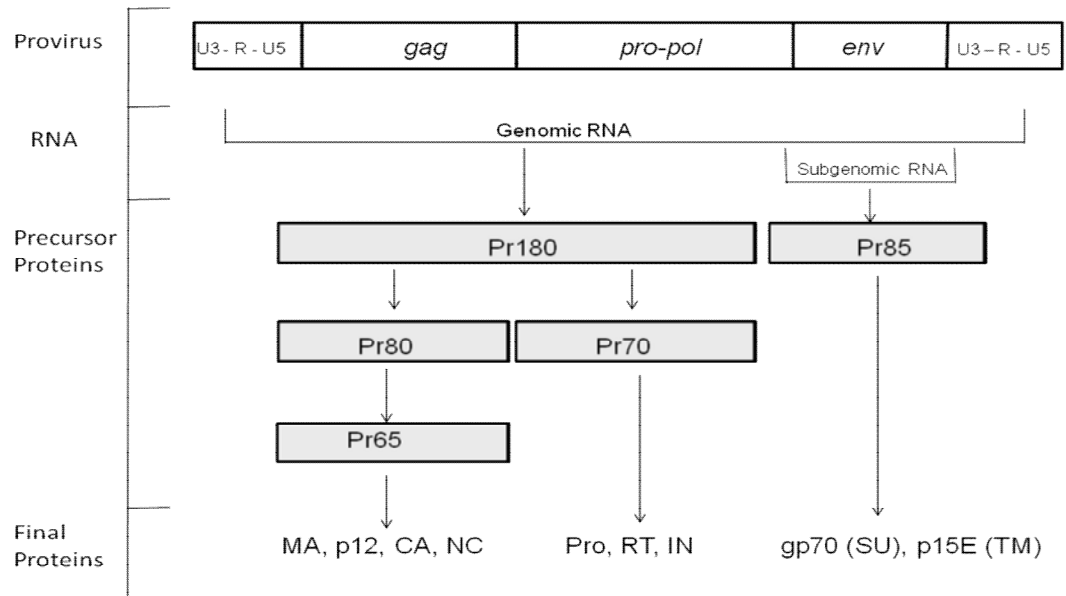 Provirus
U3 - R - U5
gag
pro-pol
env
U3 – R - U5
RNA
Genomic RNA
Subgenomic RNA
Precursor
Proteins
Pr180
Pr85
Pr80
Pr70
Pr65
Final
Proteins
MA, p12, CA, NC
Pro, RT, IN
gp70 (SU), p15E (TM)